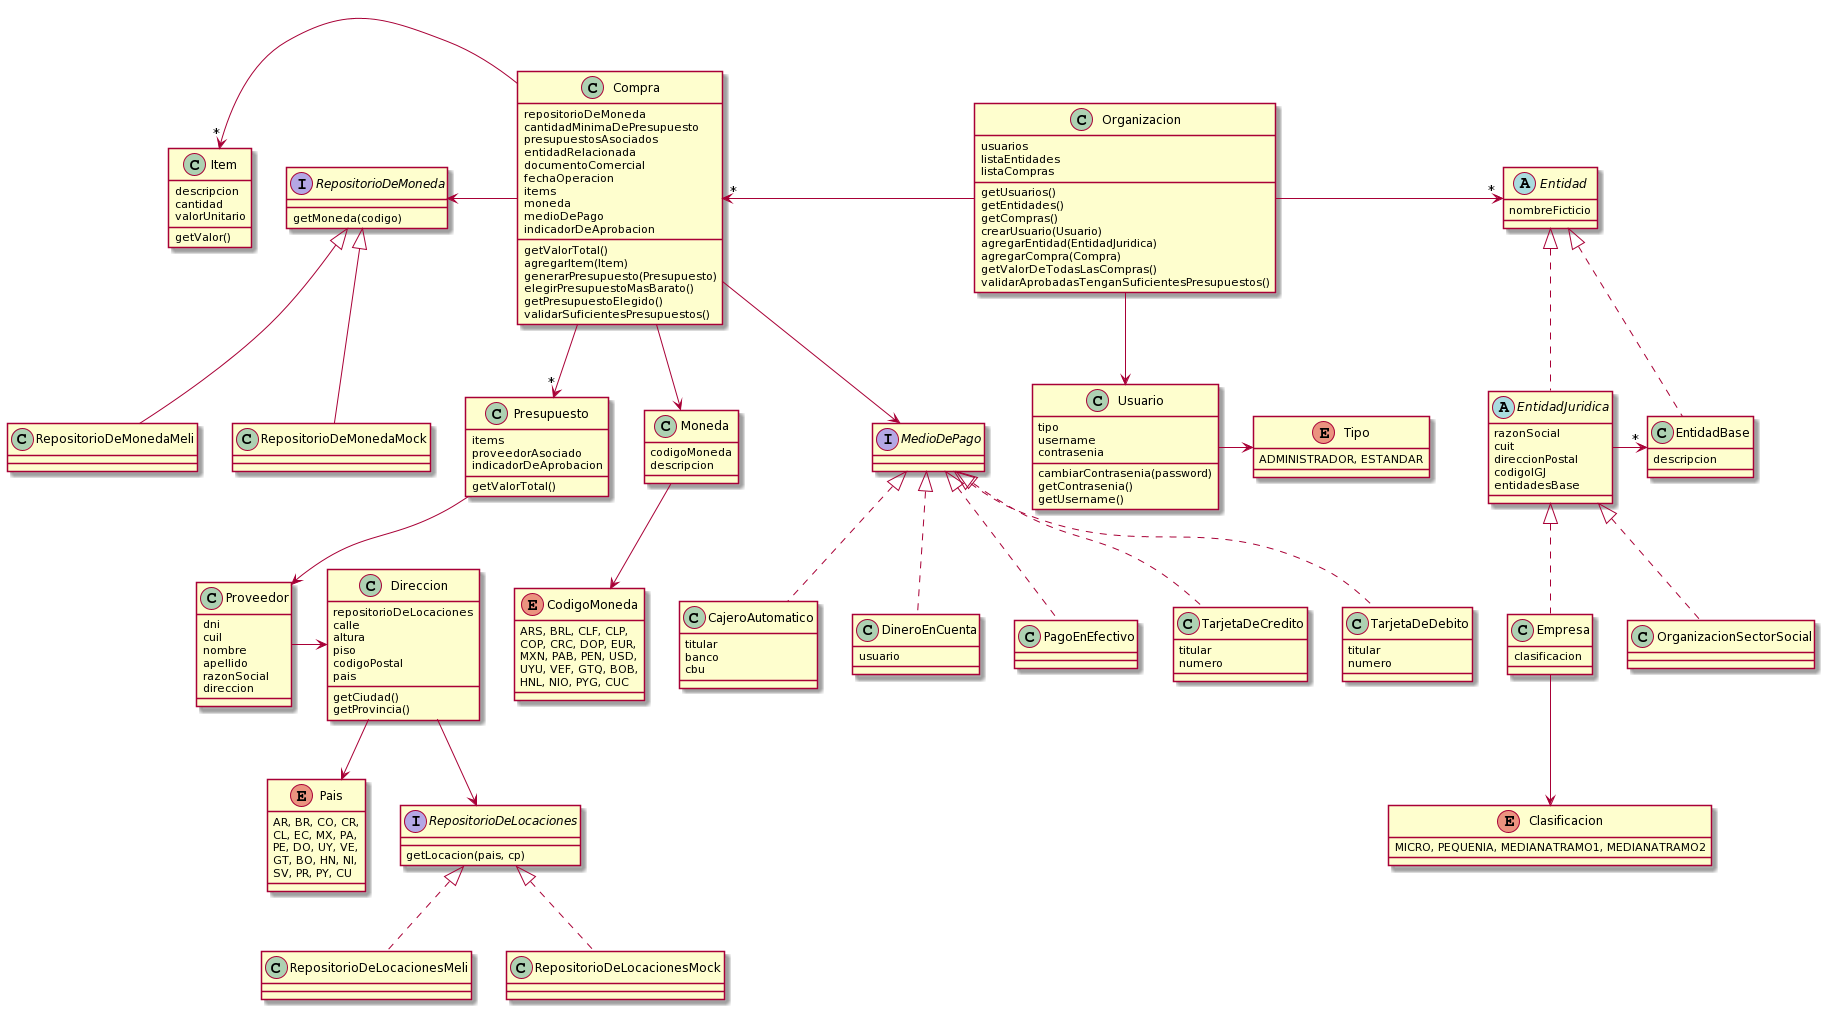 C Compra
repositorioDeMoneda
cantidadMinimaDePresupuesto
presupuestosAsociados
entidadRelacionada
documentoComercial
fechaOperacion
items
moneda
medioDePago
indicadorDeAprobacion
getValorTotal()
agregarItem(Item)
generarPresupuesto(Presupuesto)
elegirPresupuestoMasBarato()
getPresupuestoElegido()
validarSuficientesPresupuestos()
C Organizacion
usuarios
listaEntidades
listaCompras
getUsuarios()
getEntidades()
getCompras()
crearUsuario(Usuario)
agregarEntidad(EntidadJuridica)
agregarCompra(Compra)
getValorDeTodasLasCompras()
validarAprobadasTenganSuficientesPresupuestos()
*
C Item
descripcion
cantidad
valorUnitario
getValor()
I RepositorioDeMoneda
getMoneda(codigo)
*
*
A Entidad
nombreFicticio
C RepositorioDeMonedaMeli
C RepositorioDeMonedaMock
*
C Presupuesto
items
proveedorAsociado
indicadorDeAprobacion
getValorTotal()
C Moneda
codigoMoneda
descripcion
I MedioDePago
C Usuario
tipo
username
contrasenia
cambiarContrasenia(password)
getContrasenia()
getUsername()
E Tipo
ADMINISTRADOR, ESTANDAR
A EntidadJuridica
razonSocial
cuit
direccionPostal
codigoIGJ
entidadesBase
*
C EntidadBase
descripcion
C Proveedor
dni
cuil
nombre
apellido
razonSocial
direccion
C Direccion
repositorioDeLocaciones
calle
altura
piso
codigoPostal
pais
getCiudad()
getProvincia()
E CodigoMoneda
ARS, BRL, CLF, CLP,
COP, CRC, DOP, EUR,
MXN, PAB, PEN, USD,
UYU, VEF, GTQ, BOB,
HNL, NIO, PYG, CUC
C CajeroAutomatico
titular
banco
cbu
C DineroEnCuenta
usuario
C PagoEnEfectivo
C TarjetaDeCredito
titular
numero
C TarjetaDeDebito
titular
numero
C Empresa
clasificacion
C OrganizacionSectorSocial
E Pais
AR, BR, CO, CR,
CL, EC, MX, PA,
PE, DO, UY, VE,
GT, BO, HN, NI,
SV, PR, PY, CU
I RepositorioDeLocaciones
getLocacion(pais, cp)
E Clasificacion
MICRO, PEQUENIA, MEDIANATRAMO1, MEDIANATRAMO2
C RepositorioDeLocacionesMeli
C RepositorioDeLocacionesMock